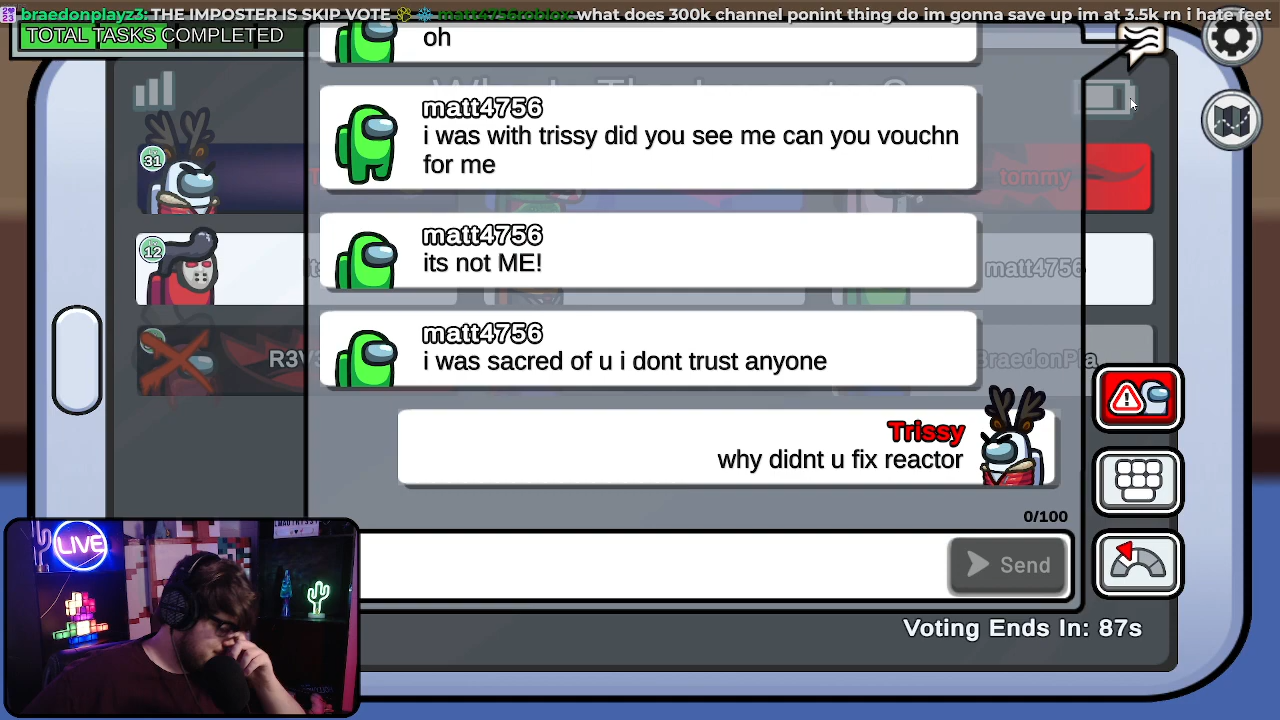 braedonplayz3: THE IMPOSTER IS SKIP VOTE matt4756roblox: what does 300k channel ponint thing do im gonna save up im at 3.5k rn i hate feet
TOTAL TASKS COMPLETED
oh
matt4756
i was with trissy did you see me can you vouchn
for me
31
tommy
matt4756
its not ME!
12
matt4756
matt4756
i was sacred of u i dont trust anyone
R3V3
BraedonPla
Trissy
why didnt u fix reactor
0/100
LIVE
Send
Voting Ends In: 87s